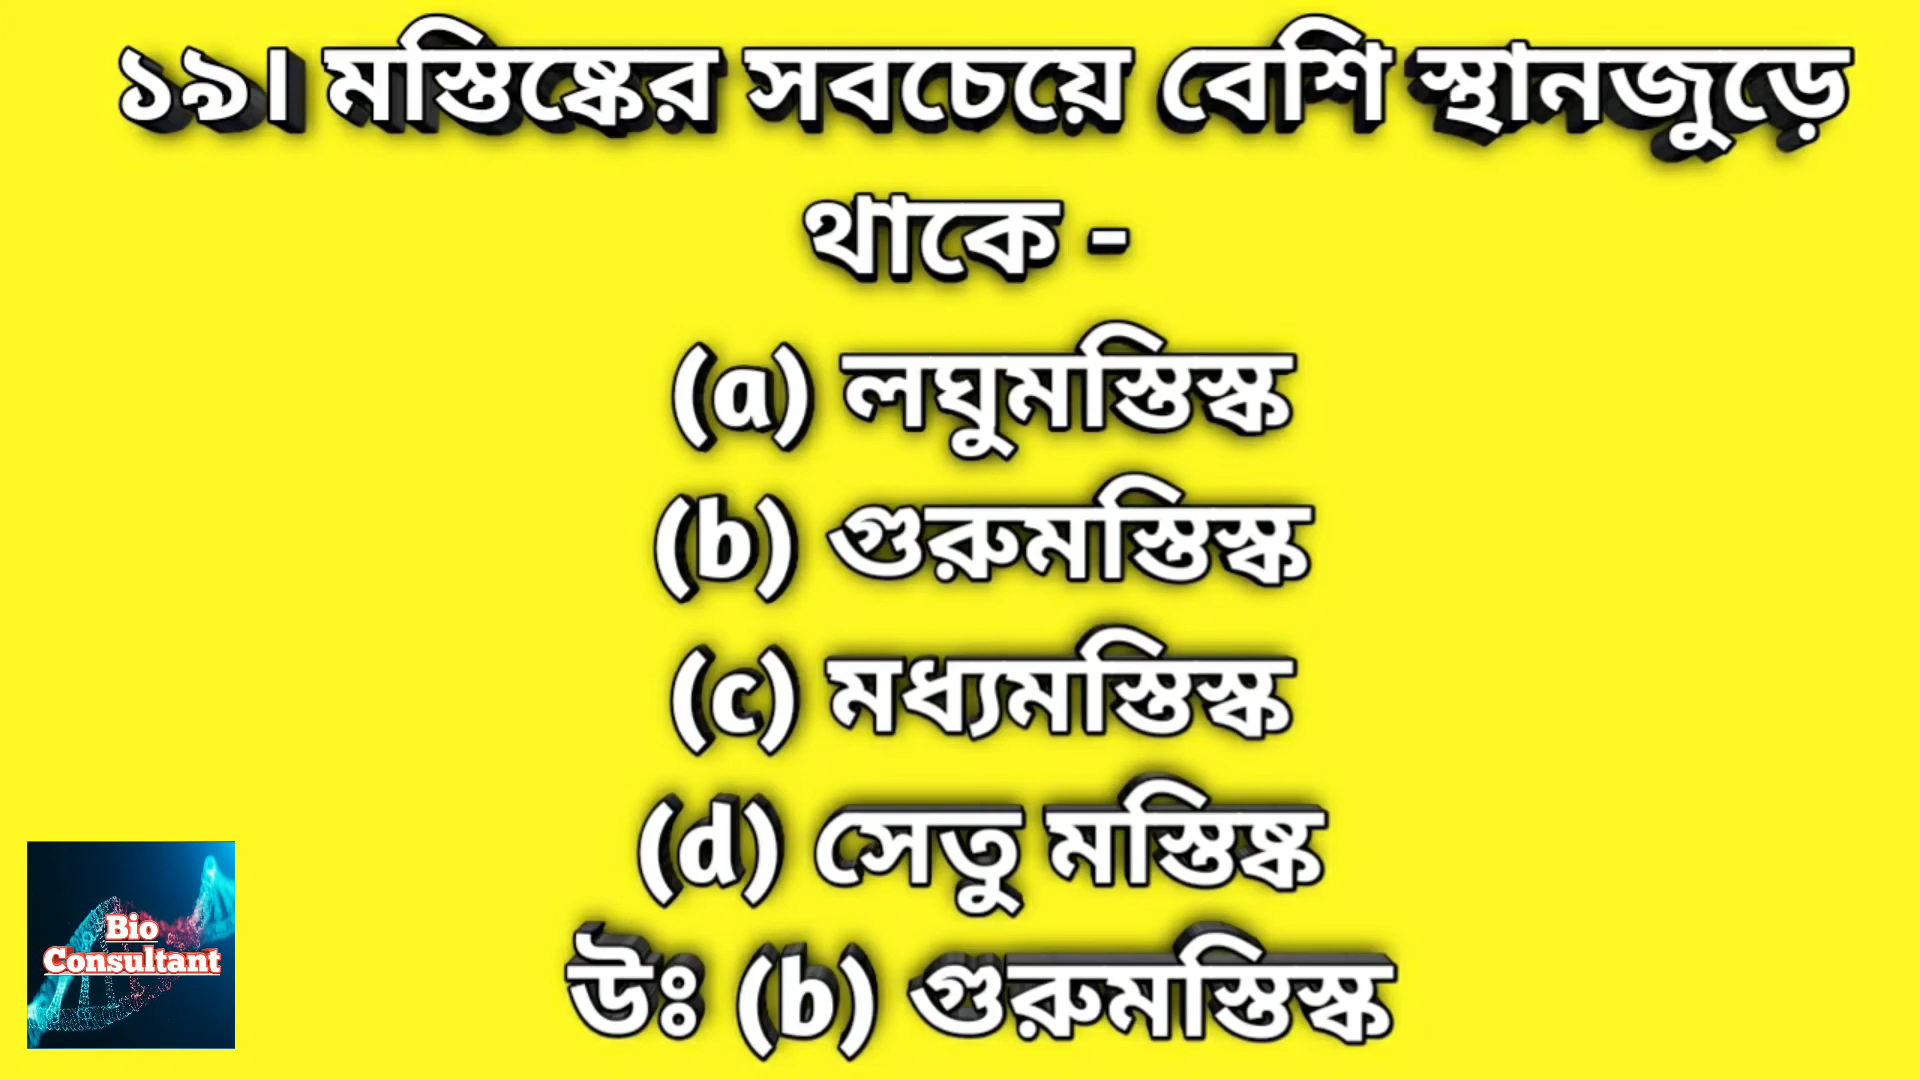 ১৯। মস্তিষ্কের সবচেয়ে বেশি স্থানজুড়ে
থাকে -
(a) লঘুমস্তিস্ক
(b) গুরুমস্তিস্ক
(c) মধ্যমস্তিস্ক
(d) সেতু মস্তিষ্ক
উঃ (b) গুরুমস্তিস্ক
Bio
Consultant